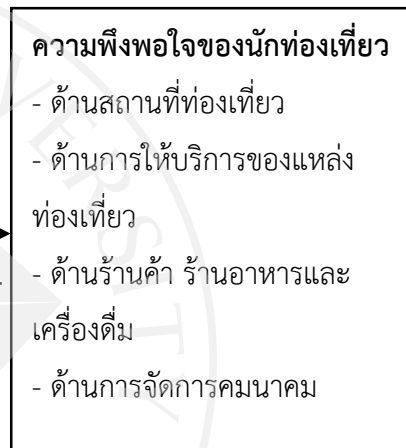 ความพึงพอใจของนักท่องเที่ยว
- ด้านสถานที่ท่องเที่ยว
- ด้านการให้บริการของแหล่ง
ท่องเที่ยว
- ด้านร้านค้า ร้านอาหารและ
เครื่องดื่ม
- ด้านการจัดการคมนาคม